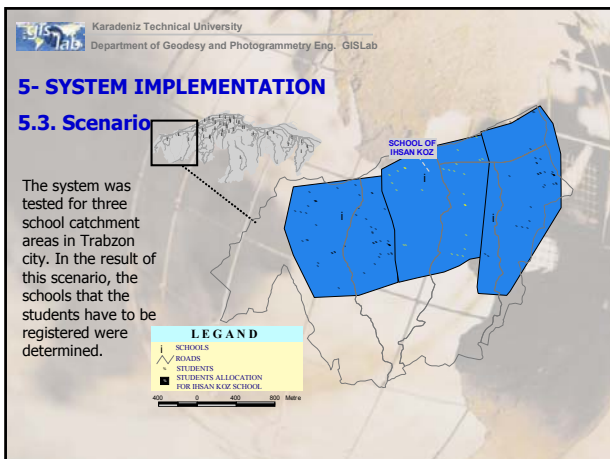 gis lab
Karadeniz Technical University
Department of Geodesy and Photogrammetry Eng. GISLab
5- SYSTEM IMPLEMENTATION
5.3. Scenario
SCHOOL OF
IHSAN KOZ
The system was
tested for three
school catchment
areas in Trabzon
city. In the result of
this scenario, the
schools that the
students have to be
registered were
determined.
LEGAND
SCHOOLS
ROADS
STUDENTS
STUDENTS ALLOCATION
FOR IHSAN KOZ SCHOOL
400 0 400 800 Metre